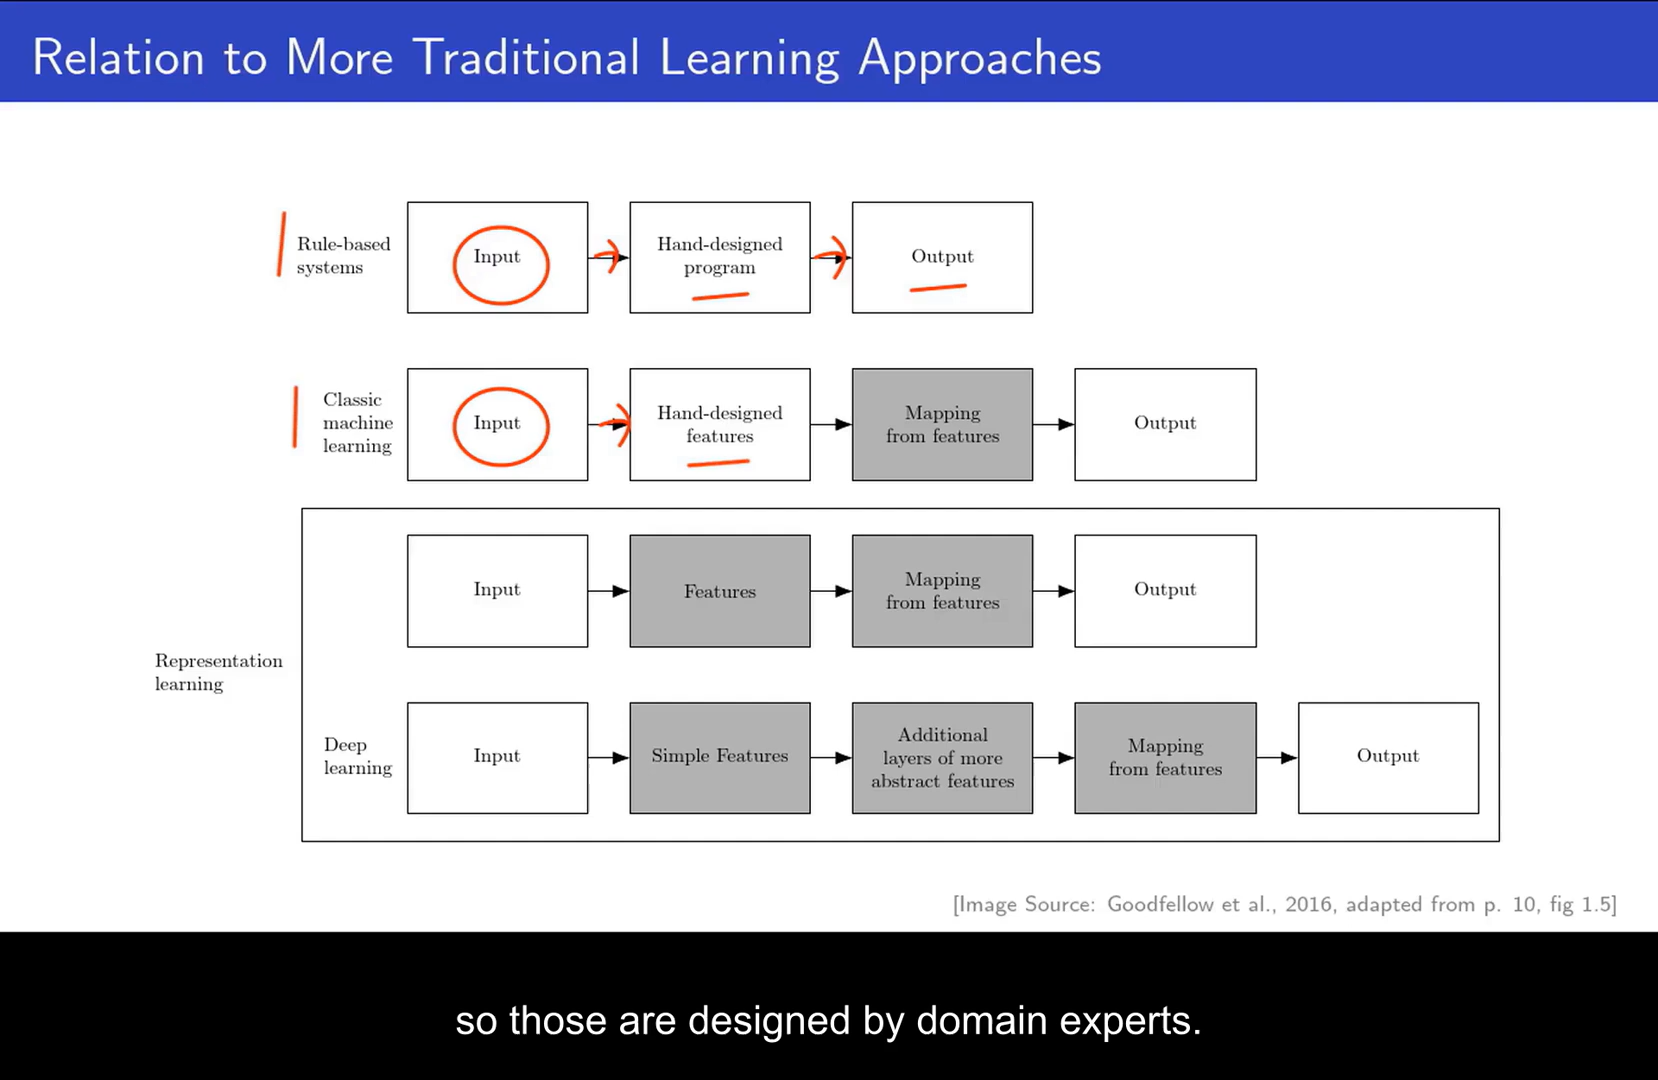 Relation to More Traditional Learning Approaches
Rule-based
systems
Input
Hand-designed
program
Output
Classic
machine
learning
Input
Hand-designed
features
Mapping
from features
Output
Representation
learning
Input
Features
Mapping
from features
Output
Deep
learning
Input
Simple Features
Additional
layers of more
abstract features
Mapping
from features
Output
[Image Source: Goodfellow et al., 2016, adapted from p. 10, fig 1.5]
so those are designed by domain experts.